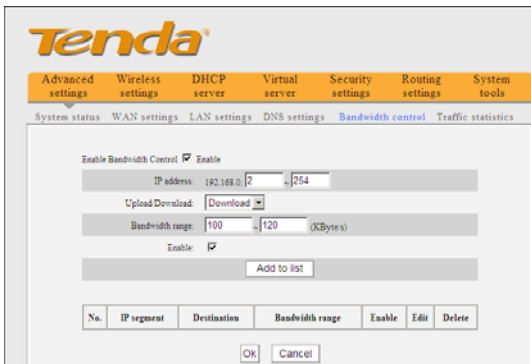 Tenda
Advanced settings Wireless settings DHCP server Virtual server Security settings Routing settings System tools
System status WAN settings LAN settings DNS settings Bandwidth control Traffic statistics
Enable Bandwidth Control Enable
IP address: 192.168.0. 2 ~ 254
Upload/Download: Download
Bandwidth range: 100 ~ 120 (KByte/s)
Enable:
Add to list
No. IP segment Destination Bandwidth range Enable Edit Delete
Ok Cancel